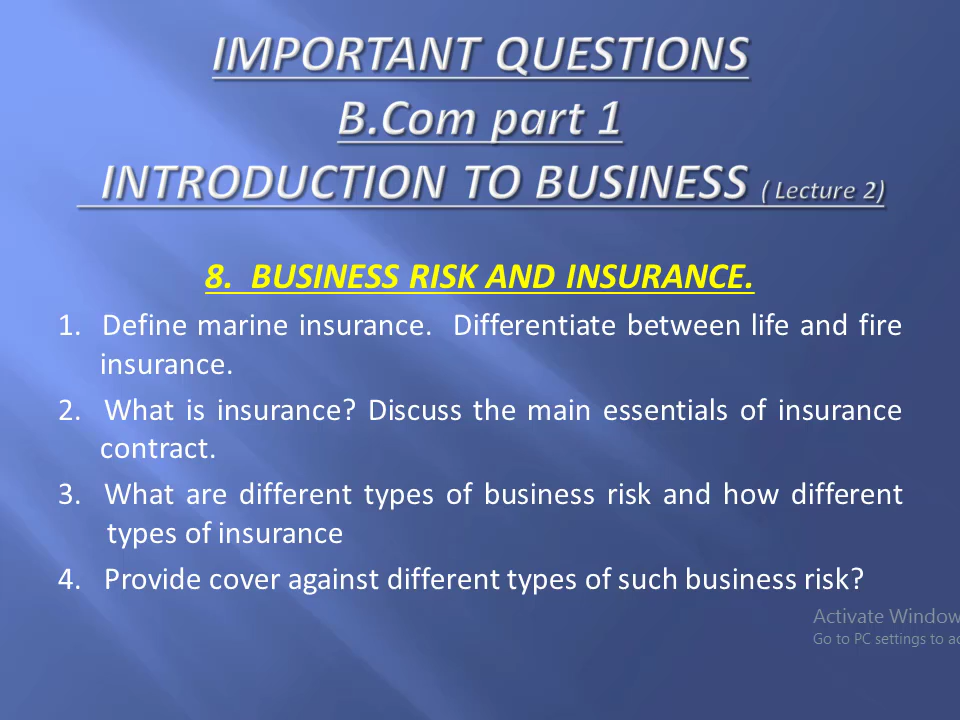 IMPORTANT QUESTIONS
B.Com part 1
INTRODUCTION TO BUSINESS ( Lecture 2)
8. BUSINESS RISK AND INSURANCE.
1. Define marine insurance. Differentiate between life and fire
insurance.
2. What is insurance? Discuss the main essentials of insurance
contract.
3. What are different types of business risk and how different
types of insurance
4. Provide cover against different types of such business risk?
Activate Window
Go to PC settings to ac